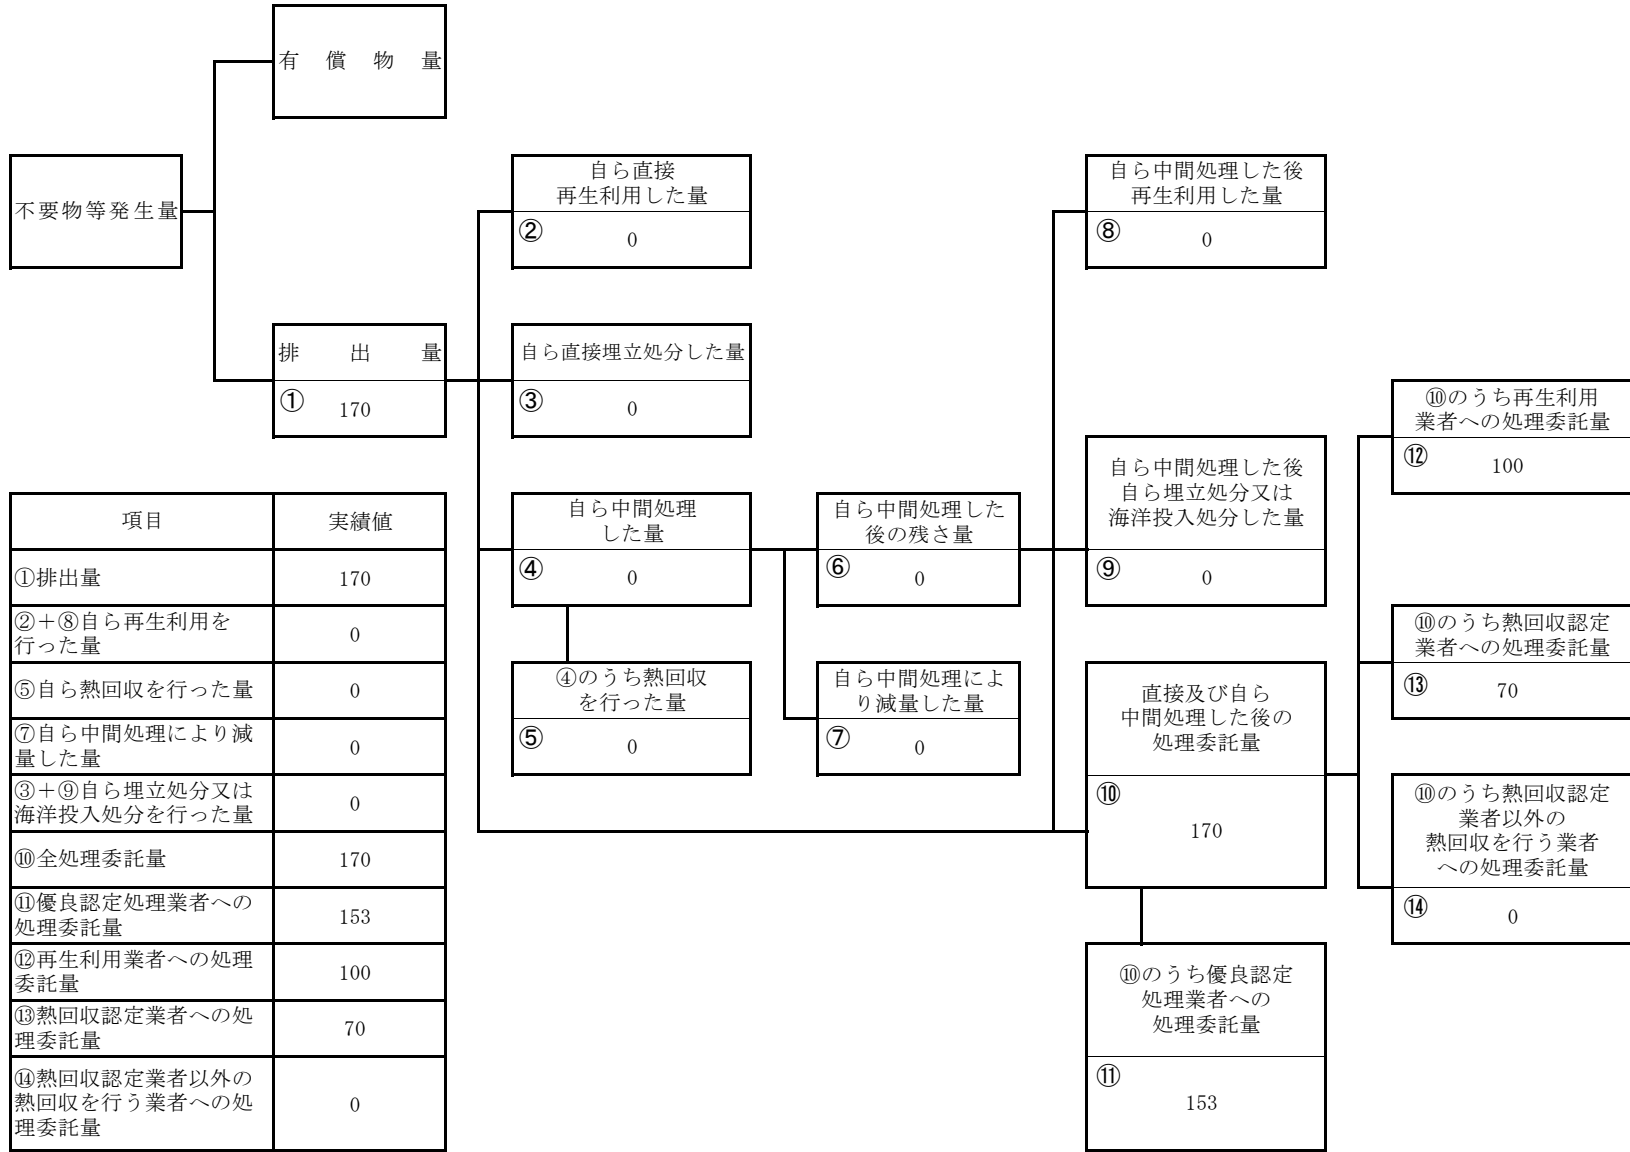 有償物量
不要物等発生量
排出量
① 170
自ら直接
再生利用した量
② 0
自ら直接埋立処分した量
③ 0
自ら中間処理
した量
④ 0
④のうち熱回収
を行った量
⑤ 0
自ら中間処理した
後の残さ量
⑥ 0
自ら中間処理によ
り減量した量
⑦ 0
自ら中間処理した後
再生利用した量
⑧ 0
自ら中間処理した後
自ら埋立処分又は
海洋投入処分した量
⑨ 0
直接及び自ら
中間処理した後の
処理委託量
⑩
170
⑩のうち優良認定
処理業者への
処理委託量
⑪
153
⑩のうち再生利用
業者への処理委託量
⑫ 100
⑩のうち熱回収認定
業者への処理委託量
⑬ 70
⑩のうち熱回収認定
業者以外の
熱回収を行う業者
への処理委託量
⑭ 0
項目 実績値
①排出量 170
②+⑧自ら再生利用を
行った量 0
⑤自ら熱回収を行った量 0
⑦自ら中間処理により減
量した量 0
③+⑨自ら埋立処分又は
海洋投入処分を行った量 0
⑩全処理委託量 170
⑪優良認定処理業者への
処理委託量 153
⑫再生利用業者への処理
委託量 100
⑬熱回収認定業者への処
理委託量 70
⑭熱回収認定業者以外の
熱回収を行う業者への処
理委託量 0